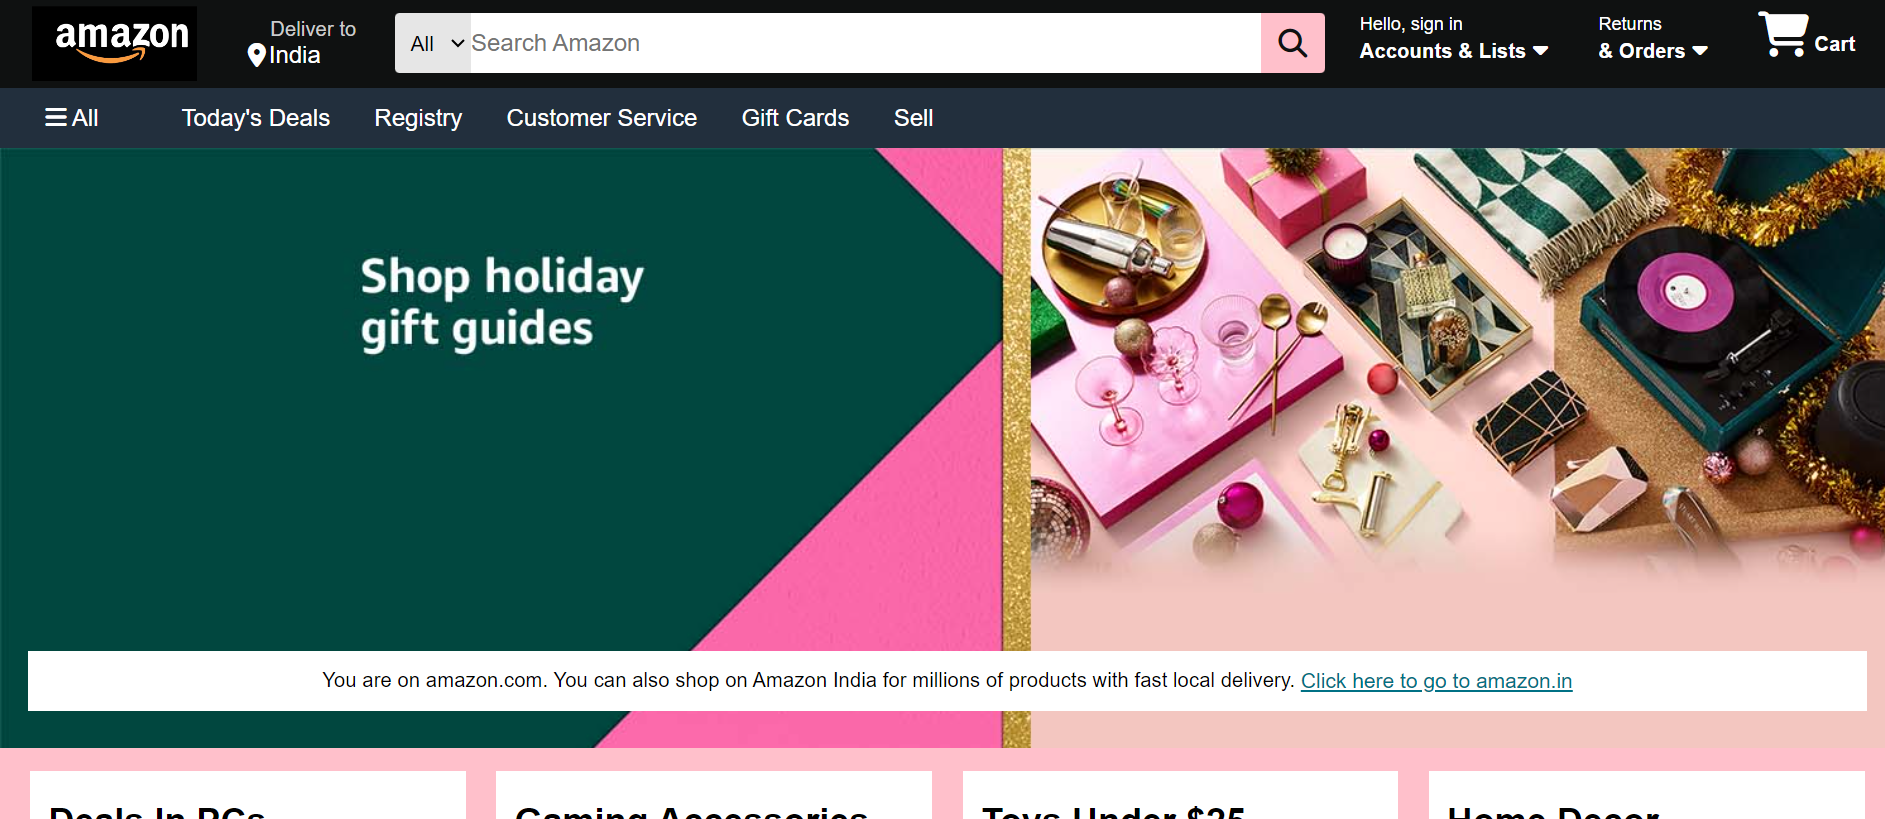 amazon
Deliver to
India
All
Search Amazon
Hello, sign in
Accounts & Lists
Returns
& Orders
Cart
All
Today's Deals
Registry
Customer Service
Gift Cards
Sell
Shop holiday
gift guides
You are on amazon.com. You can also shop on Amazon India for millions of products with fast local delivery. Click here to go to amazon.in
Deals In PCs
Gaming Accessories
Toys Under $25
Home Decor